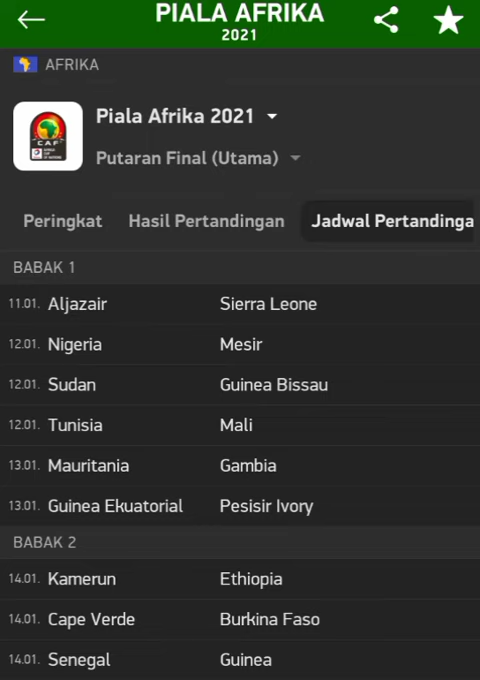 PIALA AFRIKA
2021
AFRIKA
CAF
Piala Afrika 2021
Putaran Final (Utama)
Peringkat Hasil Pertandingan Jadwal Pertandinga
BABAK 1
11.01. Aljazair Sierra Leone
12.01. Nigeria Mesir
12.01. Sudan Guinea Bissau
12.01. Tunisia Mali
13.01. Mauritania Gambia
13.01. Guinea Ekuatorial Pesisir Ivory
BABAK 2
14.01. Kamerun Ethiopia
14.01. Cape Verde Burkina Faso
14.01. Senegal Guinea